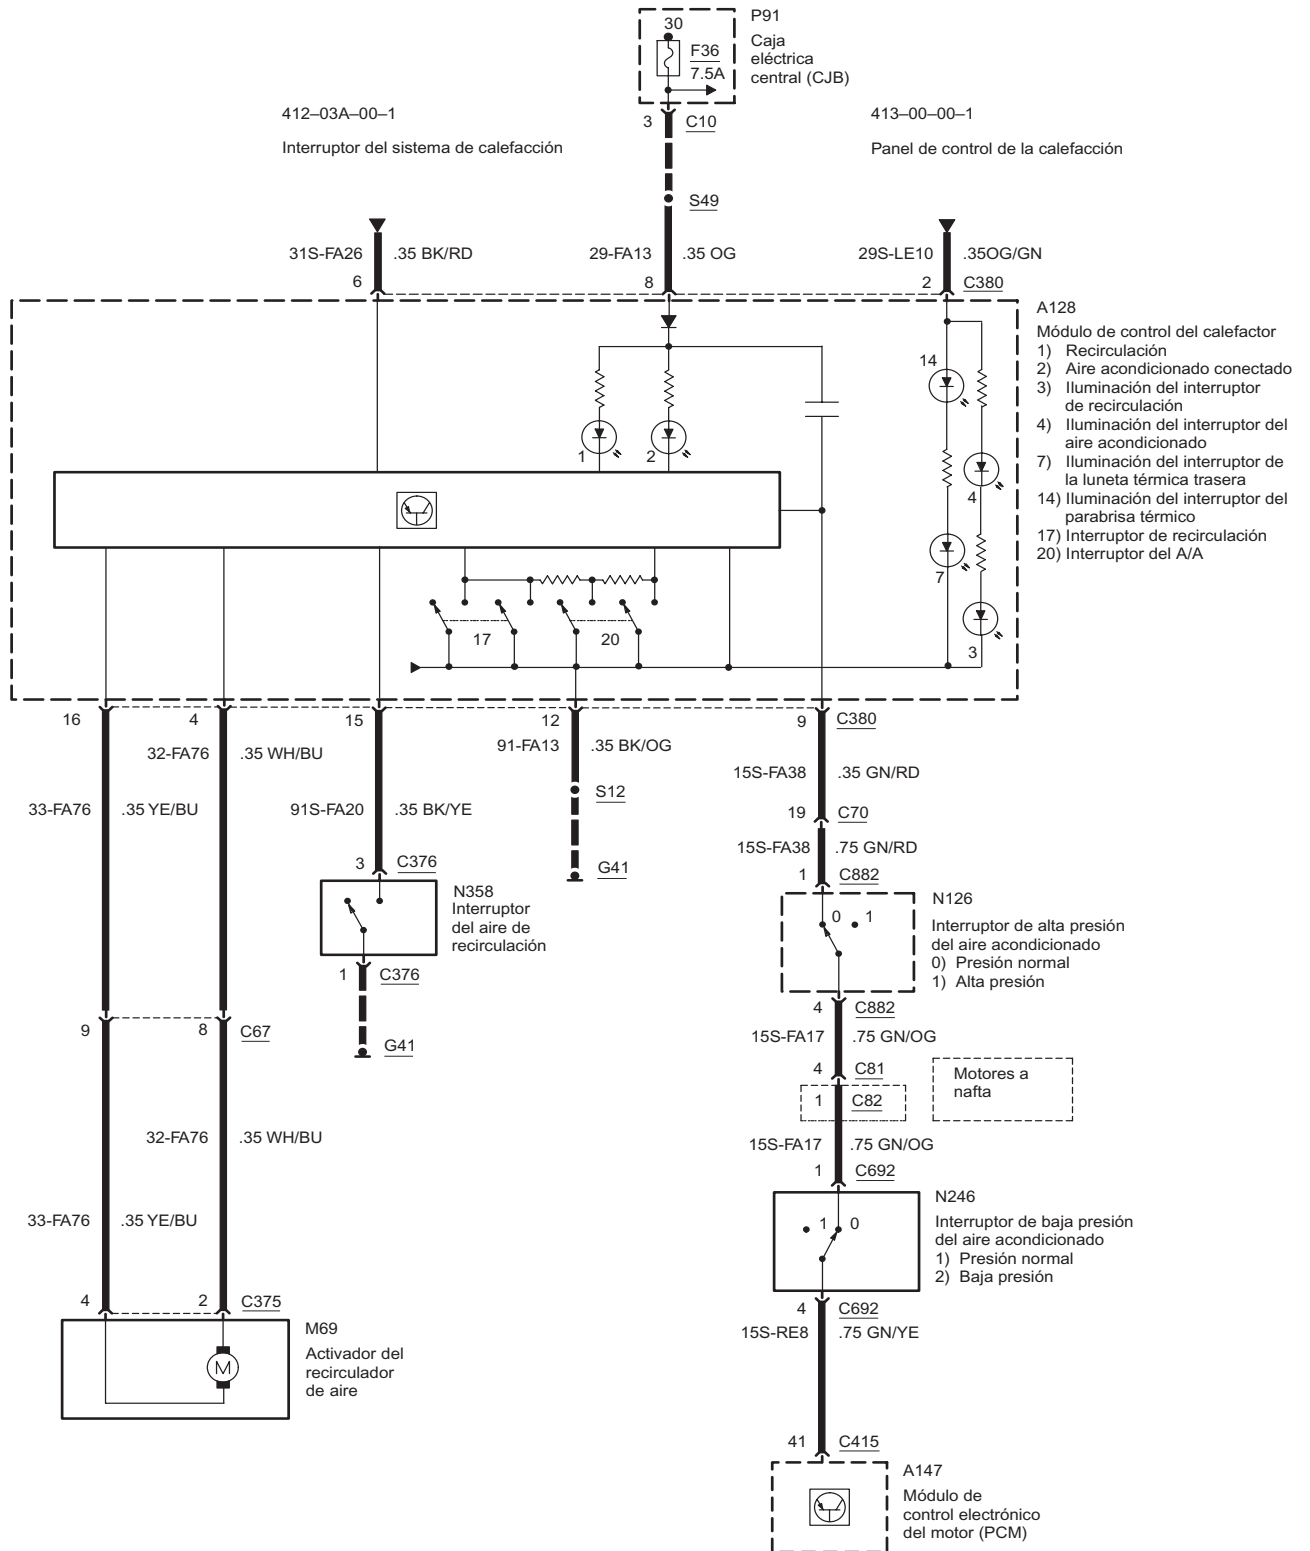 30
F36
7.5A
P91
Caja
eléctrica
central (CJB)
412–03A–00–1
Interruptor del sistema de calefacción
3
C10
413–00–00–1
Panel de control de la calefacción
S49
31S-FA26
.35 BK/RD
29-FA13
.35 OG
29S-LE10
.35OG/GN
6
8
2
C380
A128
Módulo de control del calefactor
1) Recirculación
2) Aire acondicionado conectado
3) Iluminación del interruptor
de recirculación
4) Iluminación del interruptor del
aire acondicionado
7) Iluminación del interruptor de
la luneta térmica trasera
14) Iluminación del interruptor del
parabrisa térmico
17) Interruptor de recirculación
20) Interruptor del A/A
14
1
2
4
7
17
20
3
16
4
15
12
9
C380
32-FA76
.35 WH/BU
91-FA13
.35 BK/OG
15S-FA38
.35 GN/RD
S12
33-FA76
.35 YE/BU
91S-FA20
.35 BK/YE
19
C70
15S-FA38
.75 GN/RD
3
C376
G41
1
C882
N358
Interruptor
del aire de
recirculación
0
1
N126
Interruptor de alta presión
del aire acondicionado
0) Presión normal
1) Alta presión
1
C376
4
C882
9
8
C67
G41
15S-FA17
.75 GN/OG
4
C81
Motores a
nafta
1
C82
32-FA76
.35 WH/BU
15S-FA17
.75 GN/OG
1
C692
33-FA76
.35 YE/BU
1
0
N246
Interruptor de baja presión
del aire acondicionado
1) Presión normal
2) Baja presión
4
2
C375
4
C692
M69
Activador del
recirculador
de aire
M
15S-RE8
.75 GN/YE
41
C415
A147
Módulo de
control electrónico
del motor (PCM)